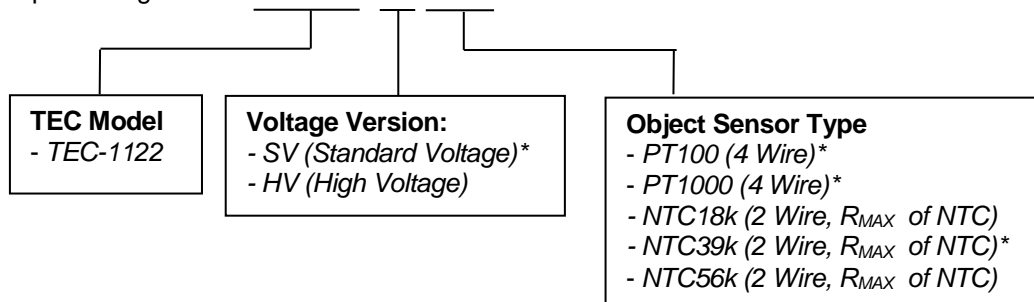 TEC Model
- TEC-1122
Voltage Version:
- SV (Standard Voltage)*
- HV (High Voltage)
Object Sensor Type
- PT100 (4 Wire)*
- PT1000 (4 Wire)*
- NTC18k (2 Wire, RMAX of NTC)
- NTC39k (2 Wire, RMAX of NTC)*
- NTC56k (2 Wire, RMAX of NTC)